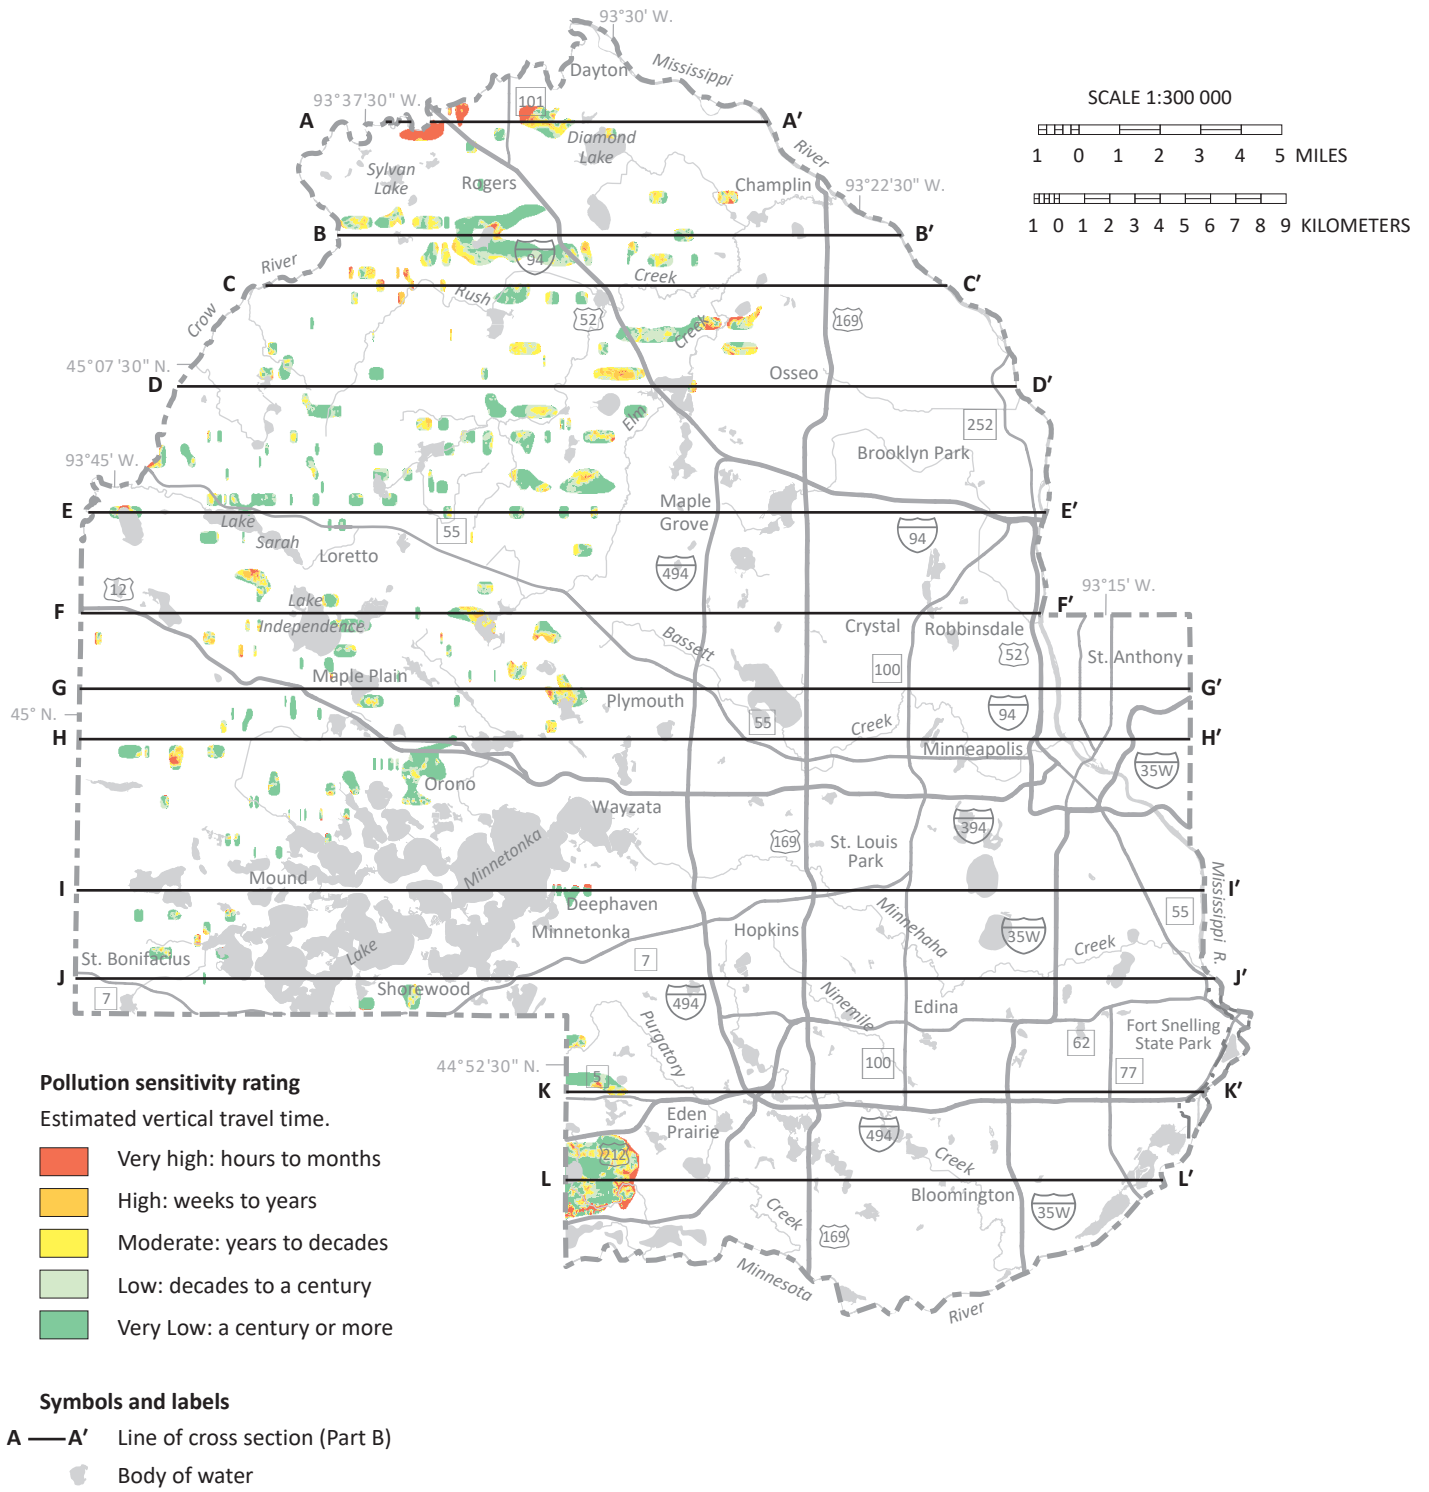 93°30' W.
Dayton
Mississippi
93°37'30" W.
101
A
A′
SCALE 1:300 000
1 0 1 2 3 4 5 MILES
1 0 1 2 3 4 5 6 7 8 9 KILOMETERS
Diamond
Lake
River
Sylvan
Lake
Rogers
Champlin
93°22'30" W.
B
B′
94
River
Creek
C
C′
Rush
Crow
52
Creek
169
45°07'30" N.
D
Osseo
D′
Elm
252
Brooklyn Park
93°45' W.
Maple
Grove
E
E′
Lake
Sarah
55
Loretto
94
494
12
93°15' W.
Lake
Independence
F
F′
Bassett
Crystal
Robbinsdale
52
St. Anthony
100
Maple Plain
G
G′
Plymouth
45° N.
55
Creek
94
H
H′
Minneapolis
35W
Orono
Wayzata
394
169
St. Louis
Park
Minnetonka
Mound
I
I′
Mississippi R.
Deephaven
Minnetonka
Minnehaha
55
Hopkins
35W
Creek
Lake
7
St. Bonifacius
J
J′
Shorewood
7
494
Ninemile
Edina
Purgatory
Fort Snelling
State Park
62
100
77
44°52'30" N.
5
K
K′
Eden
Prairie
494
Creek
212
L
L′
Bloomington
35W
Creek
169
Minnesota
River
Pollution sensitivity rating
Estimated vertical travel time.
Very high: hours to months
High: weeks to years
Moderate: years to decades
Low: decades to a century
Very Low: a century or more
Symbols and labels
A A′ Line of cross section (Part B)
Body of water